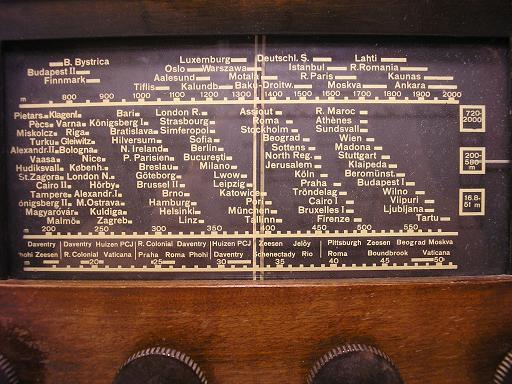 B. Bystrica Luxemburg Deutschl. S. Lahti
Budapest II Oslo Warszawa Istanbul R. Romania
Finnmark Aalesund Motala R. Paris Kaunas
Tiflis Kalundb. Baku-Droitw. Moskva Ankara
m 800 900 1000 1100 1200 1300 1400 1500 1600 1700 1800 1900 2000
Pietars. Klagenf. Bari London R. Assiout R. Maroc
Pècs Varna Königsberg I Strasbourg Roma Athènes
Miskolcz Riga Bratislava Simferopol Stockholm Sundsvall
Turku Gleiwitz Hilversum Sofia Beograd Wien
Alexandr. II Bologna N. Ireland Berlin Sottens Madona
Vaasa Nice P. Parisien Bucureşti North Reg. Stuttgart
Hudiksvall Københ. Breslau Milano Jerusalem Klaipeda
St. Zagora London N. Göteborg Lwow Köln Beromünst.
Cairo II Hörby Brussel II Leipzig Praha Budapest I
Tampere Alexandr. I Brno Katowice Tröndelag Wilno
Königsberg II M. Ostrava Hamburg Pori Cairo I Viipuri
Magyaróvár Kuldiga Helsinki München Bruxelles I Ljubljana
Malmö Zagreb Linz Tallinn Firenze Tartu
m 200 250 300 350 400 450 500 550
720-2000 m
200-585 m
16.8-51 m
Daventry Daventry Huizen PCJ R. Colonial Daventry Huizen PCJ Zeesen Jelöy Pittsburgh Zeesen Beograd Moskva
Phohi Zeesen R. Colonial Vaticana Praha Roma Phohi Daventry Schenectady Rio Roma Boundbrook Vaticana
m 20 25 30 35 40 45 50